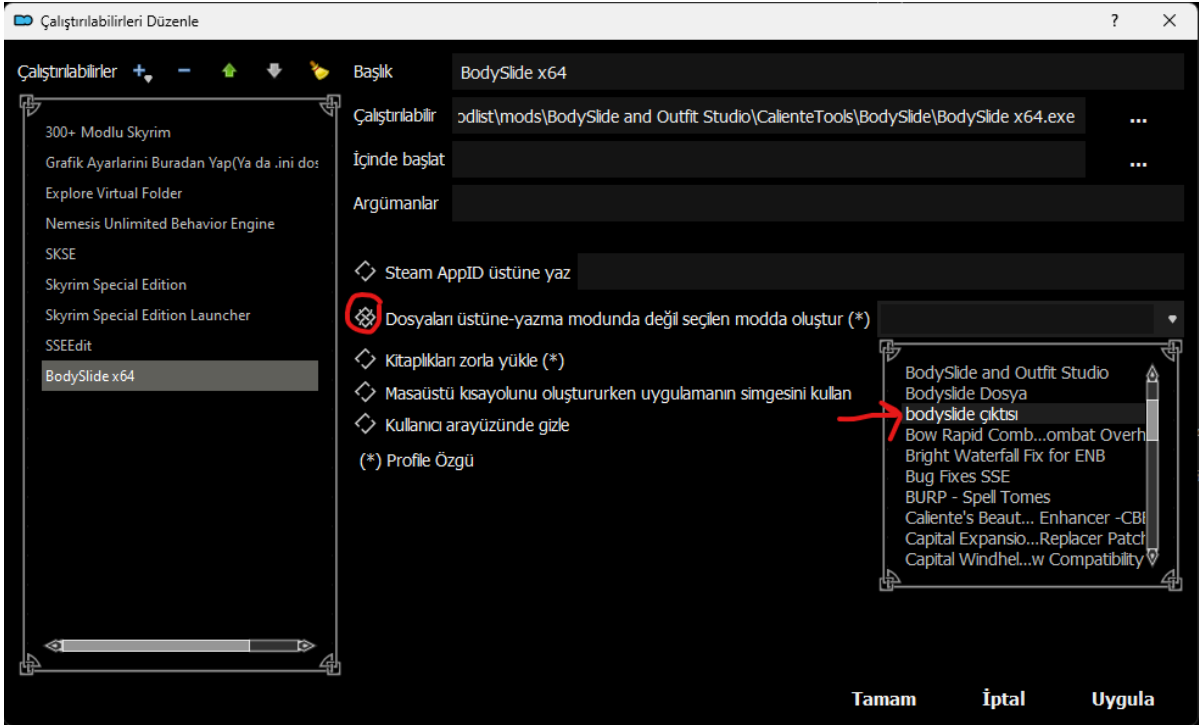 Çalıştırılabilirleri Düzenle
?
Çalıştırılabilirler
300+ Modlu Skyrim
Grafik Ayarlarini Buradan Yap(Ya da .ini dos
Explore Virtual Folder
Nemesis Unlimited Behavior Engine
SKSE
Skyrim Special Edition
Skyrim Special Edition Launcher
SSEEdit
BodySlide x64
Başlık BodySlide x64
Çalıştırılabilir odlist\mods\BodySlide and Outfit Studio\CalienteTools\BodySlide\BodySlide x64.exe ...
İçinde başlat ...
Argümanlar
Steam AppID üstüne yaz
Dosyaları üstüne-yazma modunda değil seçilen modda oluştur (*)
Kitaplıkları zorla yükle (*)
Masaüstü kısayolunu oluştururken uygulamanın simgesini kullan
Kullanıcı arayüzünde gizle
(*) Profile Özgü
BodySlide and Outfit Studio
Bodyslide Dosya
bodyslide çıktısı
Bow Rapid Comb...ombat Overh
Bright Waterfall Fix for ENB
Bug Fixes SSE
BURP - Spell Tomes
Caliente's Beaut... Enhancer -CBB
Capital Expansio...Replacer Patch
Capital Windhel...w Compatibility
Tamam İptal Uygula